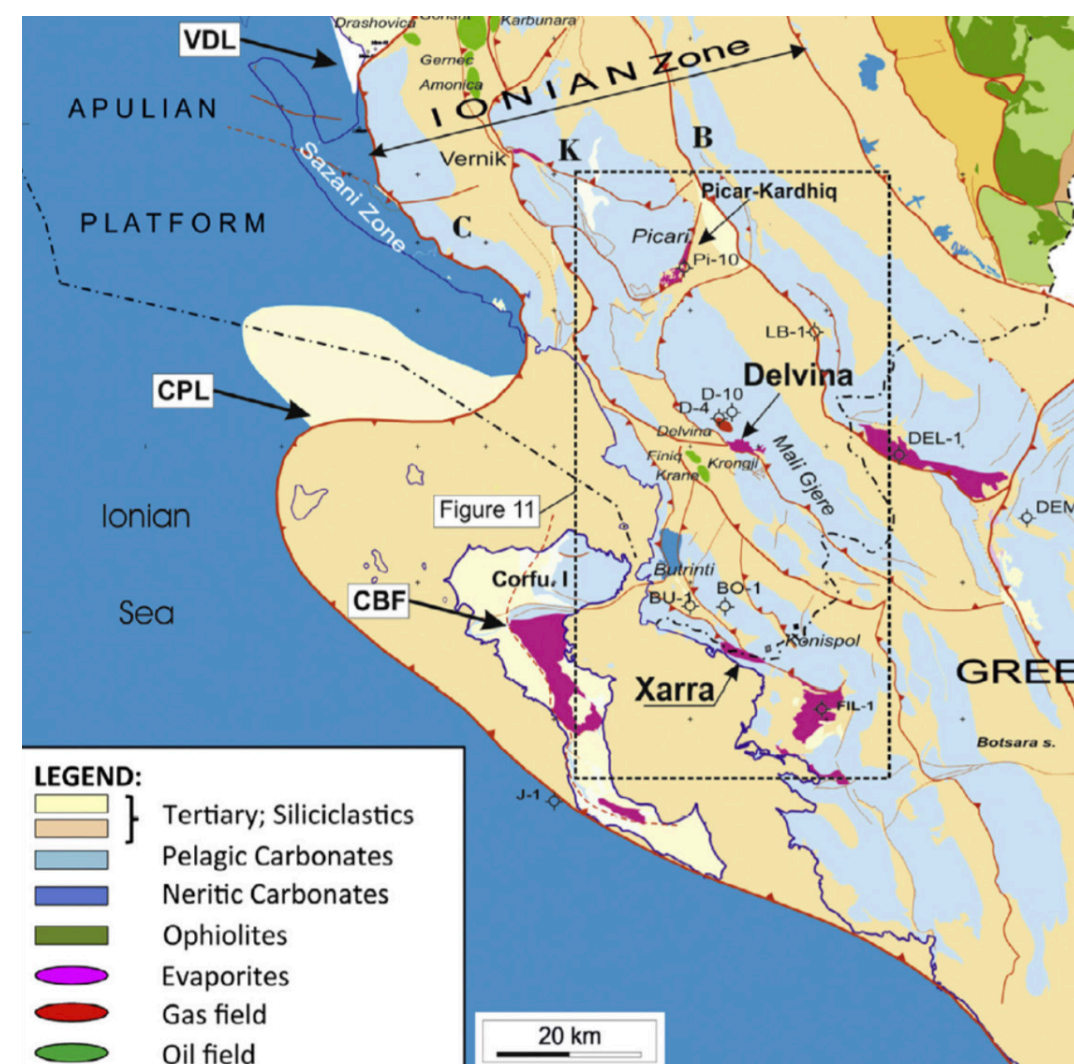 Drashovica
Gorisht
Karbunara
VDL
Gernec
Amonica
IONIAN Zone
APULIAN
Vernik
K
B
Sazani Zone
Picar-Kardhiq
PLATFORM
C
Picari
Pi-10
LB-1
CPL
Delvina
D-10
D-4
Delvina
DEL-1
Finiq
Krongji
Krane
Mali Gjere
Figure 11
DEM
Ionian
Sea
Corfu. I
Butrinti
CBF
BU-1
BO-1
Konispol
GREE
Xarra
FIL-1
Botsara s.
J-1
LEGEND:
Tertiary; Siliciclastics
Pelagic Carbonates
Neritic Carbonates
Ophiolites
Evaporites
Gas field
Oil field
20 km